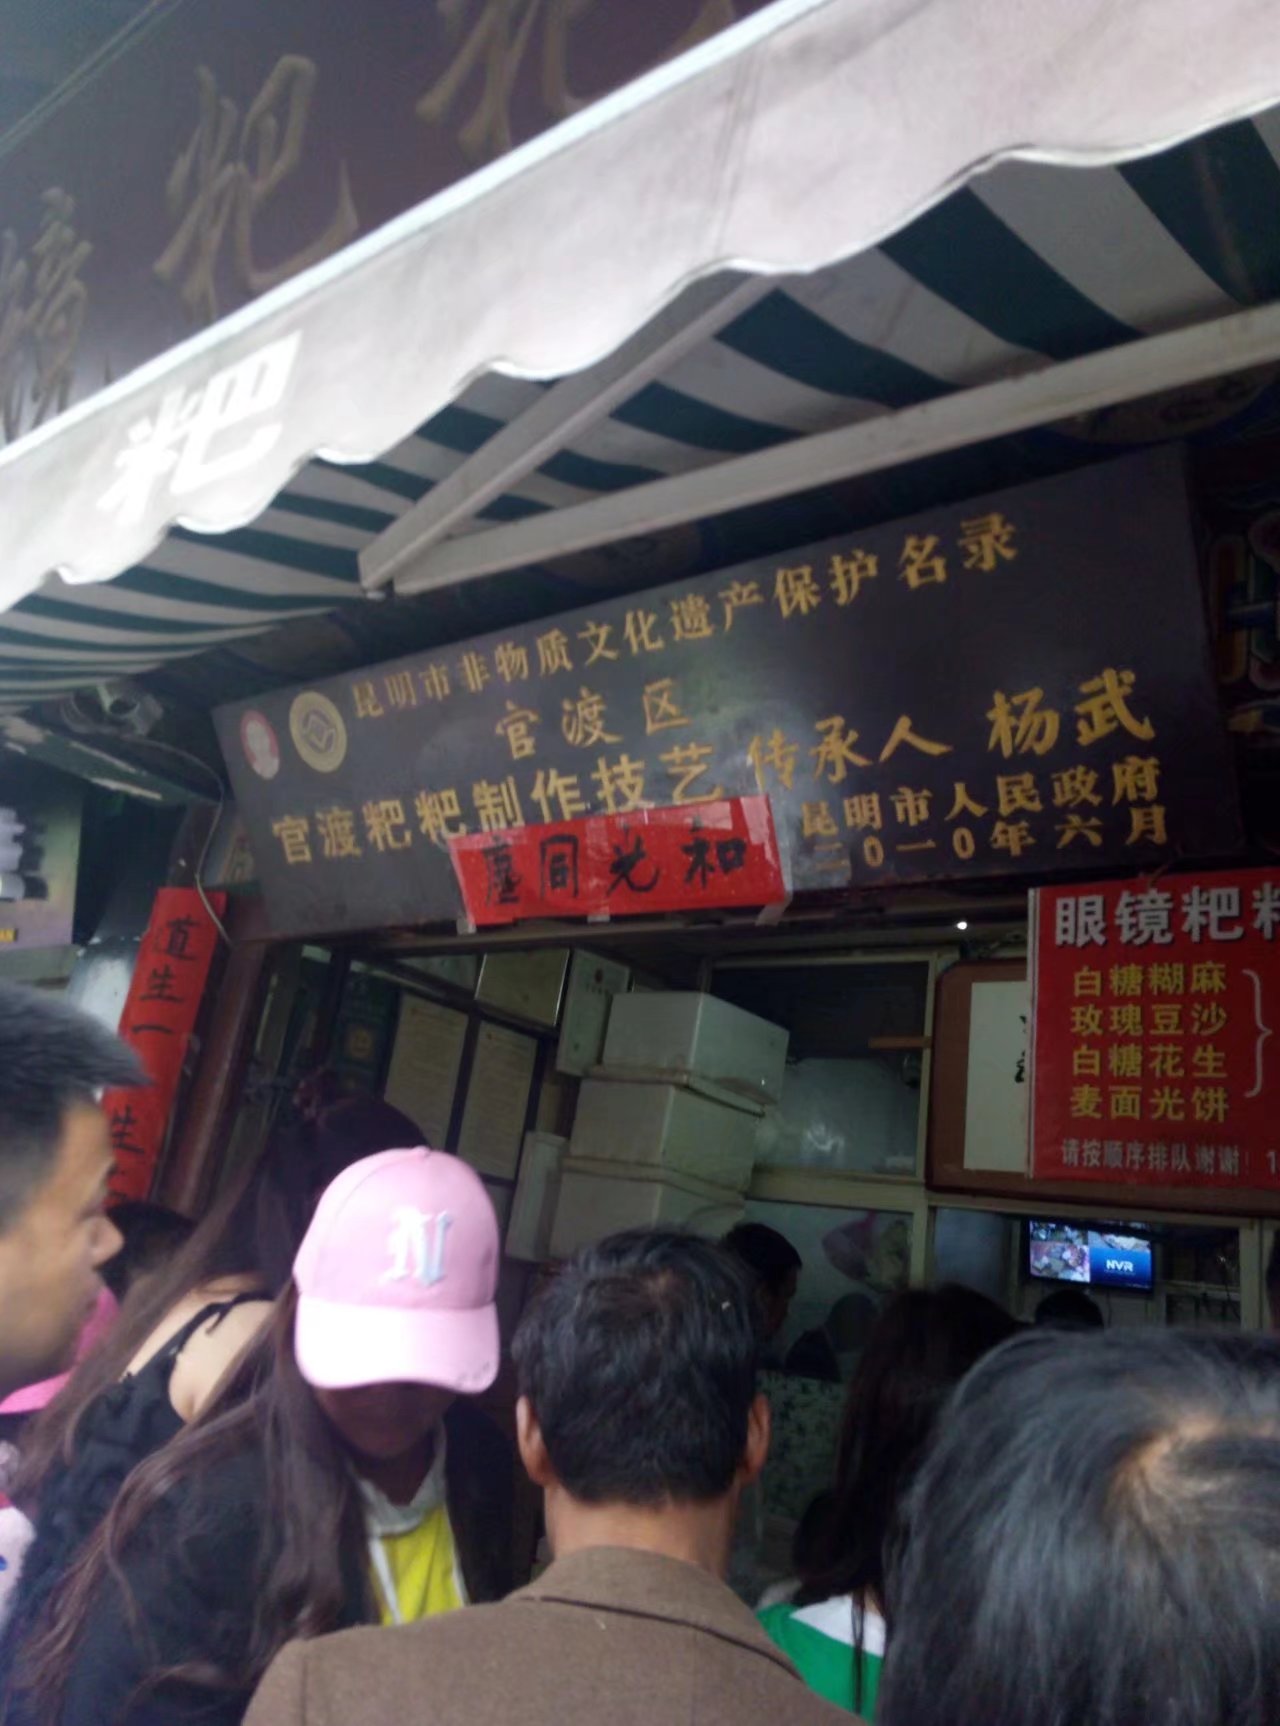 粑
昆明市非物质文化遗产保护名录
官渡区
官渡粑粑制作技艺 传承人 杨武
昆明市人民政府
二0一0年六月
塵同光和
道生一
生
眼镜粑
白糖糊麻
玫瑰豆沙
白糖花生
麦面光饼
请按顺序排队谢谢!
N
NVR